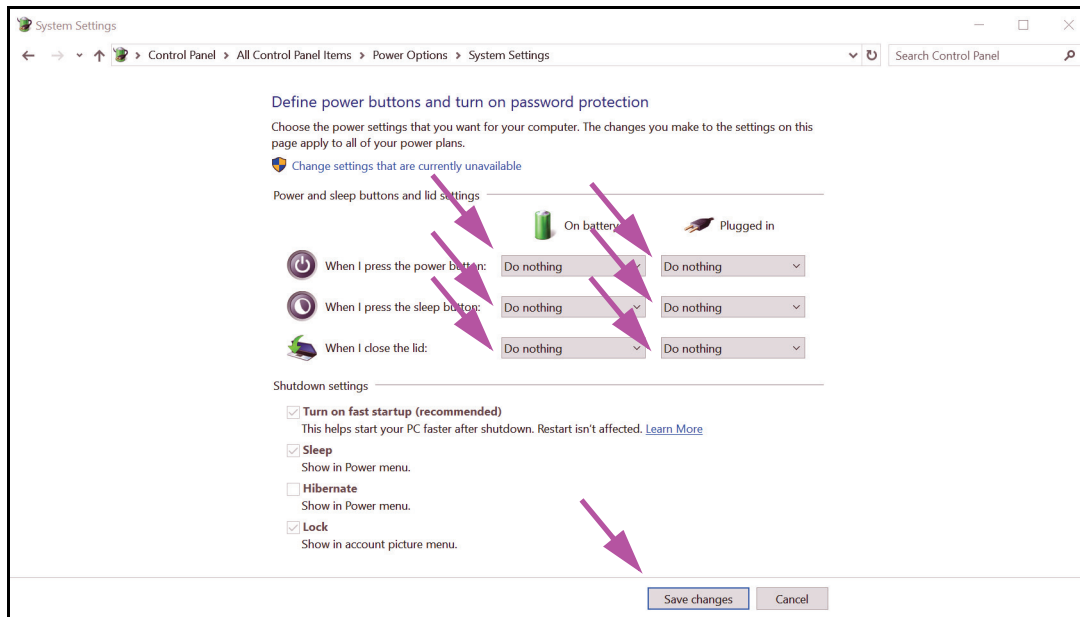 System Settings
Control Panel > All Control Panel Items > Power Options > System Settings
Search Control Panel
Define power buttons and turn on password protection
Choose the power settings that you want for your computer. The changes you make to the settings on this
page apply to all of your power plans.
Change settings that are currently unavailable
Power and sleep buttons and lid settings
On battery
Plugged in
When I press the power button:
Do nothing
Do nothing
When I press the sleep button:
Do nothing
Do nothing
When I close the lid:
Do nothing
Do nothing
Shutdown settings
Turn on fast startup (recommended)
This helps start your PC faster after shutdown. Restart isn't affected. Learn More
Sleep
Show in Power menu.
Hibernate
Show in Power menu.
Lock
Show in account picture menu.
Save changes
Cancel